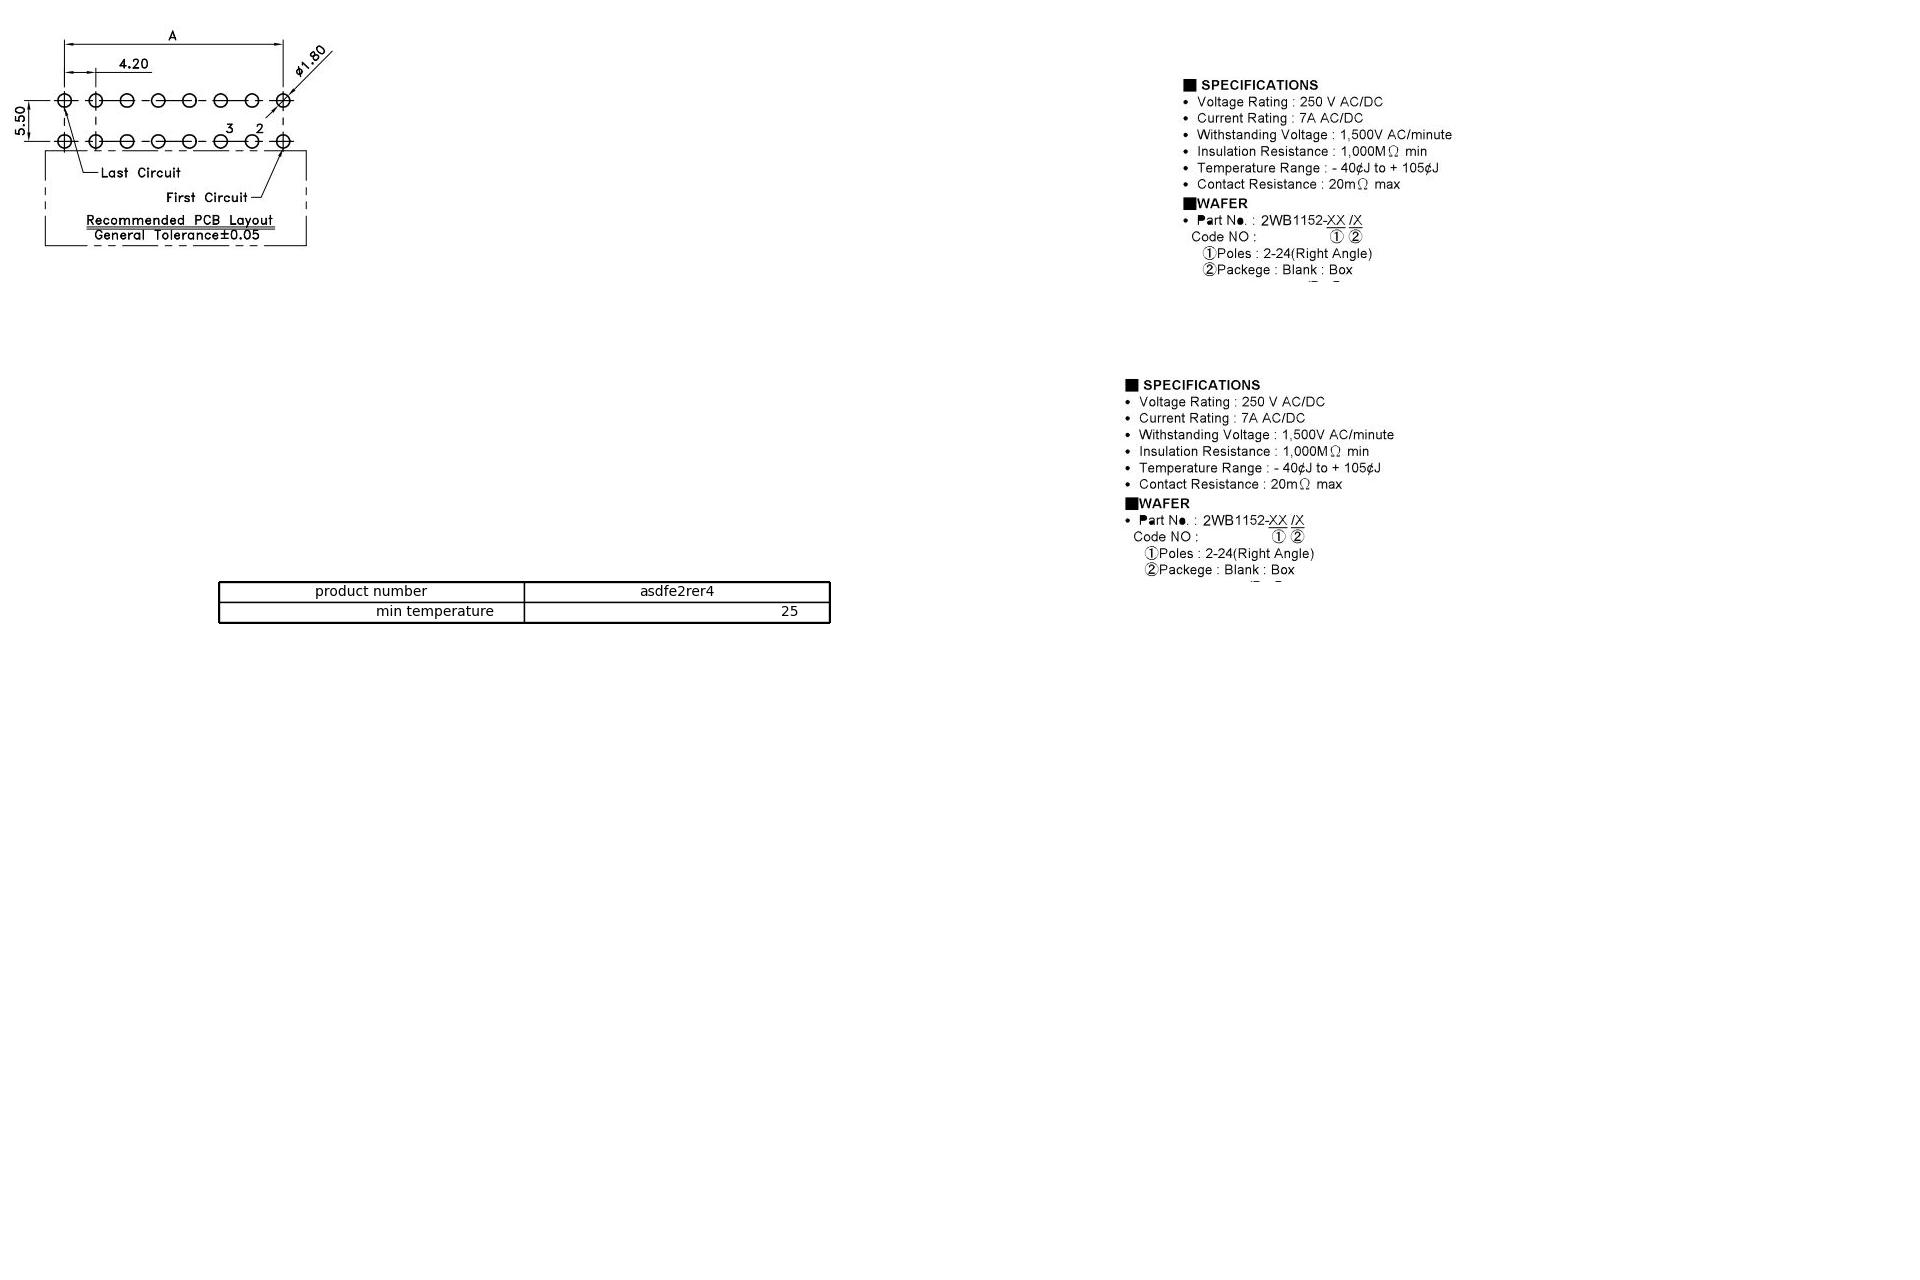 A
4.20
ø1.80
5.50
3 2
Last Circuit
First Circuit
Recommended PCB Layout
General Tolerance±0.05
■ SPECIFICATIONS
• Voltage Rating : 250 V AC/DC
• Current Rating : 7A AC/DC
• Withstanding Voltage : 1,500V AC/minute
• Insulation Resistance : 1,000MΩ min
• Temperature Range : - 40¢J to + 105¢J
• Contact Resistance : 20mΩ max
■WAFER
• Part No. : 2WB1152-XX /X
Code NO : ① ②
①Poles : 2-24(Right Angle)
②Packege : Blank : Box
■ SPECIFICATIONS
• Voltage Rating : 250 V AC/DC
• Current Rating : 7A AC/DC
• Withstanding Voltage : 1,500V AC/minute
• Insulation Resistance : 1,000MΩ min
• Temperature Range : - 40¢J to + 105¢J
• Contact Resistance : 20mΩ max
■WAFER
• Part No. : 2WB1152-XX /X
Code NO : ① ②
①Poles : 2-24(Right Angle)
②Packege : Blank : Box
product number asdfe2rer4
min temperature 25